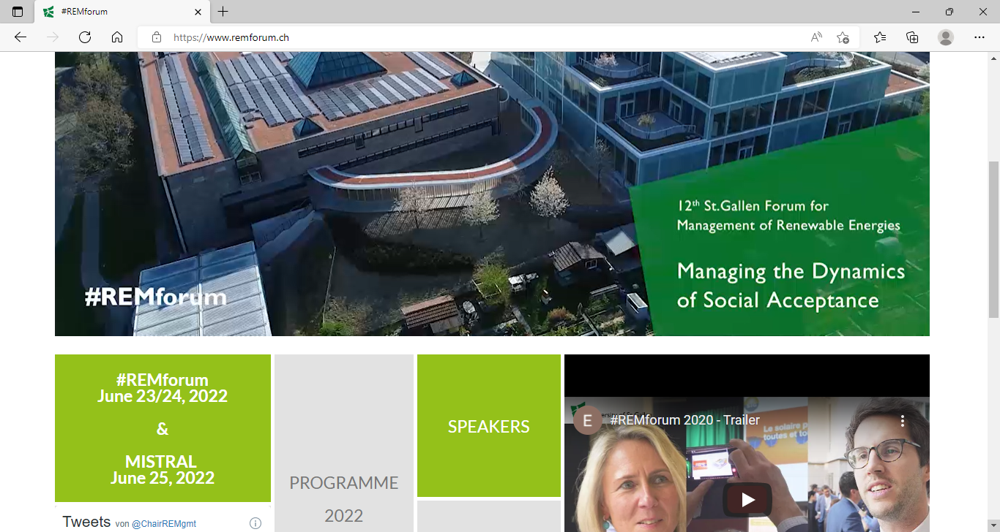 #REMforum
https://www.remforum.ch
12th St.Gallen Forum for
Management of Renewable Energies
Managing the Dynamics
of Social Acceptance
#REMforum
#REMforum
June 23/24, 2022
&
MISTRAL
June 25, 2022
PROGRAMME
2022
SPEAKERS
E
#REMforum 2020 - Trailer
Le solaire p
toutes et to
Tweets von @ChairREMgmt